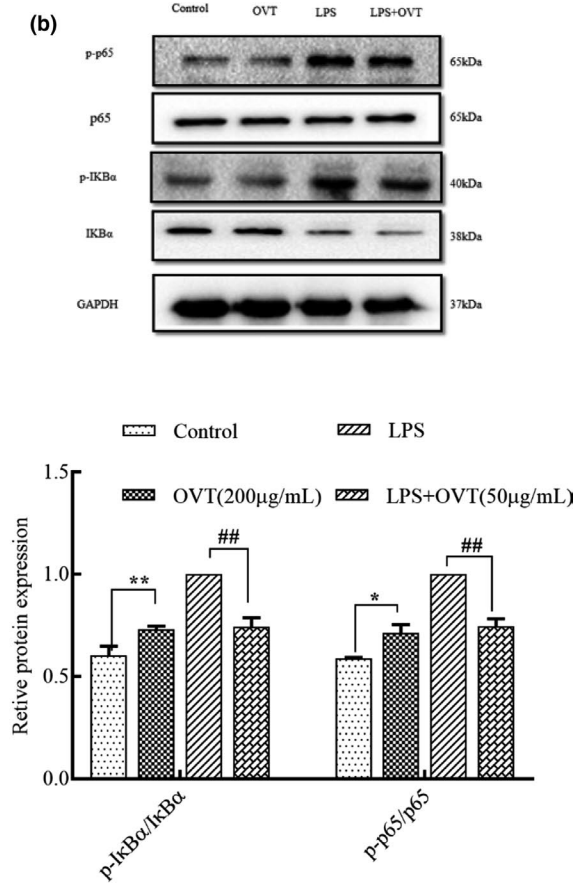 (b)
Control OVT LPS LPS+OVT
p-p65 65kDa
p65 65kDa
p-IKBα 40kDa
IKBα 38kDa
GAPDH 37kDa
Control LPS
OVT(200μg/mL) LPS+OVT(50μg/mL)
Retive protein expression
1.5
1.0
0.5
0.0
** ##
* ##
p-IκBα/IκBα
p-p65/p65